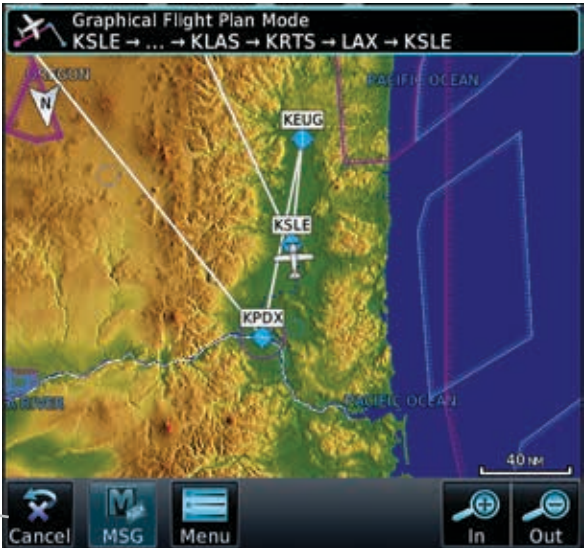 Graphical Flight Plan Mode
KSLE → ... → KLAS → KRTS → LAX → KSLE
OREGON
PACIFIC OCEAN
N
KEUG
KSLE
KPDX
RIVER
PACIFIC OCEAN
40 NM
Cancel
MSG
Menu
In
Out